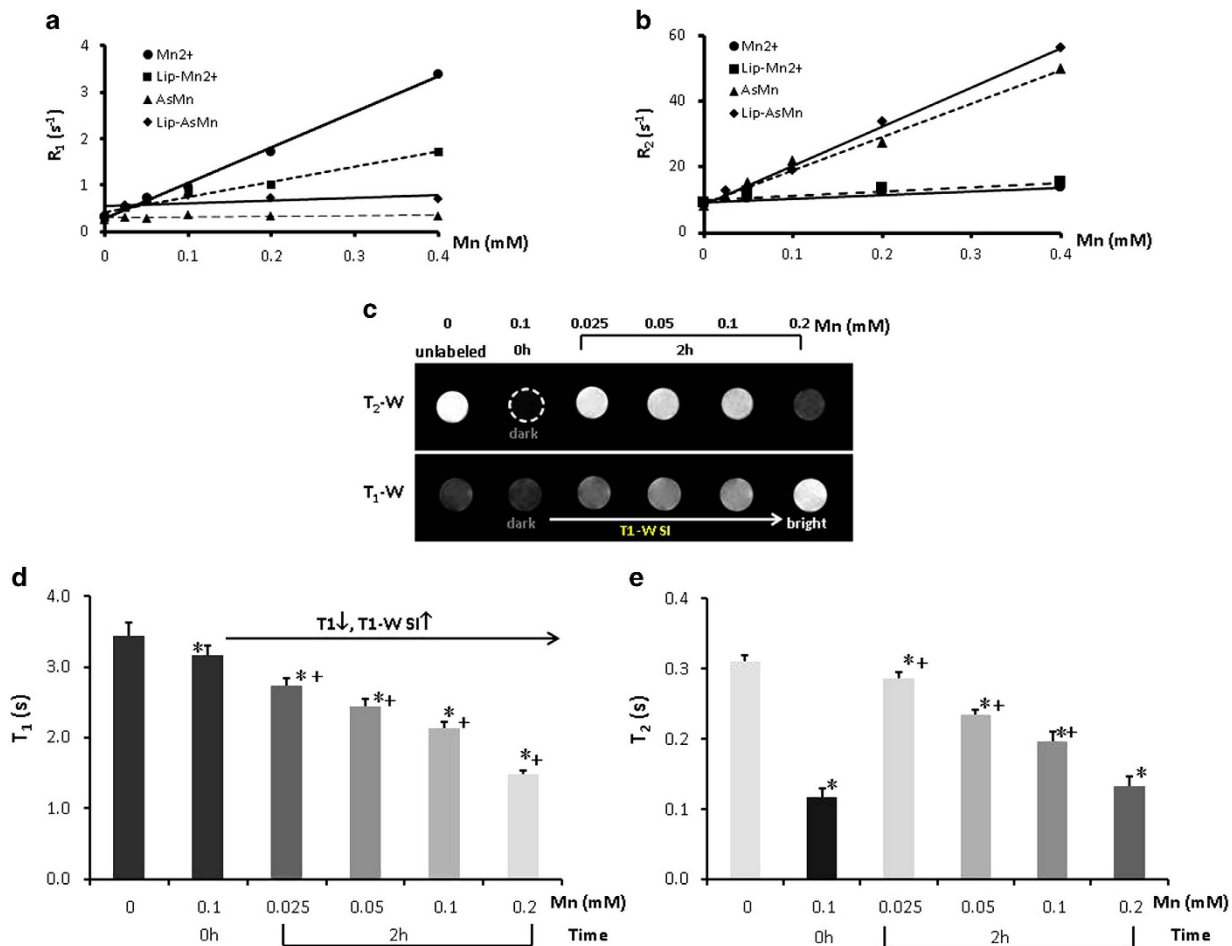 a
4
3
2
1
0
R₁ (s⁻¹)
Mn2+
Lip-Mn2+
AsMn
Lip-AsMn
0 0.1 0.2 0.3 0.4
Mn (mM)
b
60
40
20
0
R₂ (s⁻¹)
Mn2+
Lip-Mn2+
AsMn
Lip-AsMn
0 0.1 0.2 0.3 0.4
Mn (mM)
c
0 0.1 0.025 0.05 0.1 0.2 Mn (mM)
unlabeled 0h 2h
T₂-W
dark
T₁-W
dark bright
T1-W SI
d
4.0
3.0
2.0
1.0
0.0
T₁ (s)
T1↓, T1-W SI↑
* *+ *+ *+ *+
0 0.1 0.025 0.05 0.1 0.2 Mn (mM)
0h 2h Time
e
0.4
0.3
0.2
0.1
0.0
T₂ (s)
* *+ *+ *+ *
0 0.1 0.025 0.05 0.1 0.2 Mn (mM)
0h 2h Time